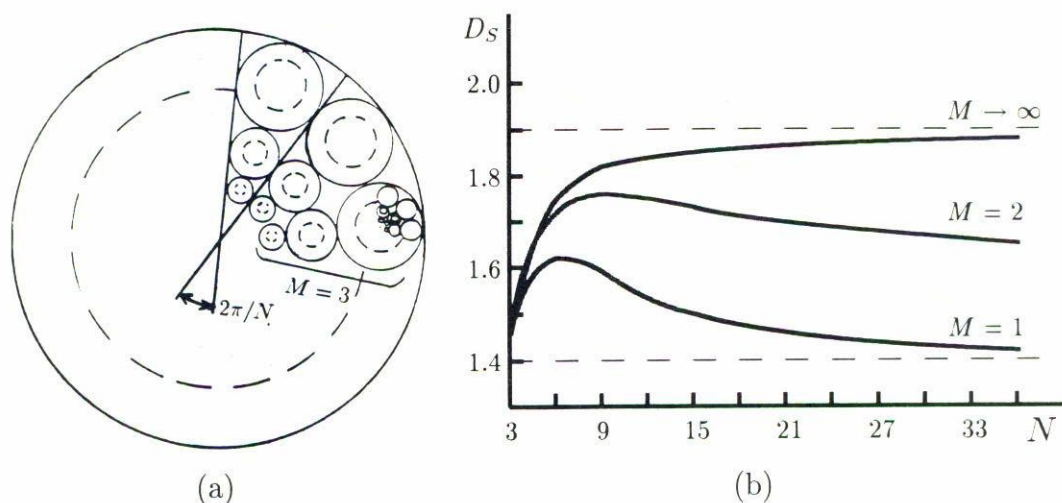 M = 3
2π/N
(a)
D_S
2.0
1.8
1.6
1.4
M → ∞
M = 2
M = 1
3 9 15 21 27 33 N
(b)